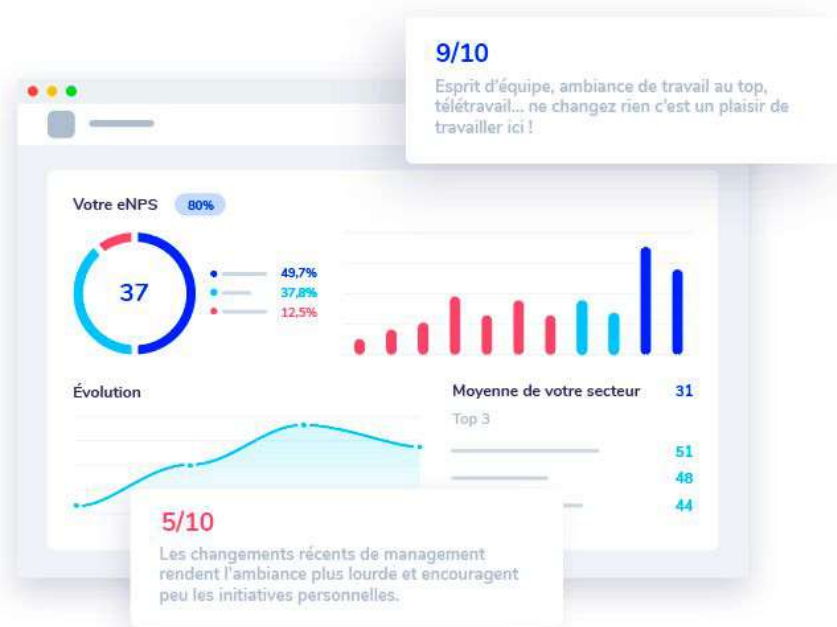 9/10
Esprit d'équipe, ambiance de travail au top,
télétravail... ne changez rien c'est un plaisir de
travailler ici !
Votre eNPS 80%
37
49,7%
37,8%
12,5%
Évolution
Moyenne de votre secteur 31
Top 3
51
48
44
5/10
Les changements récents de management
rendent l'ambiance plus lourde et encouragent
peu les initiatives personnelles.